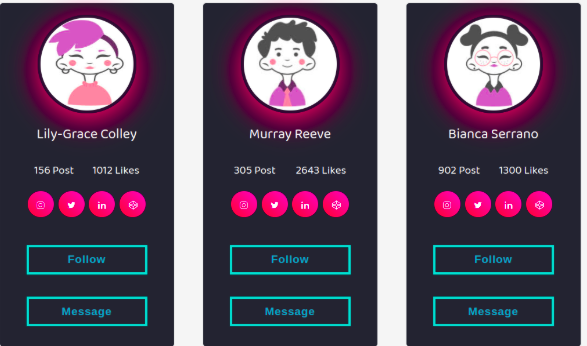 Lily-Grace Colley
156 Post 1012 Likes
Follow
Message
Murray Reeve
305 Post 2643 Likes
Follow
Message
Bianca Serrano
902 Post 1300 Likes
Follow
Message